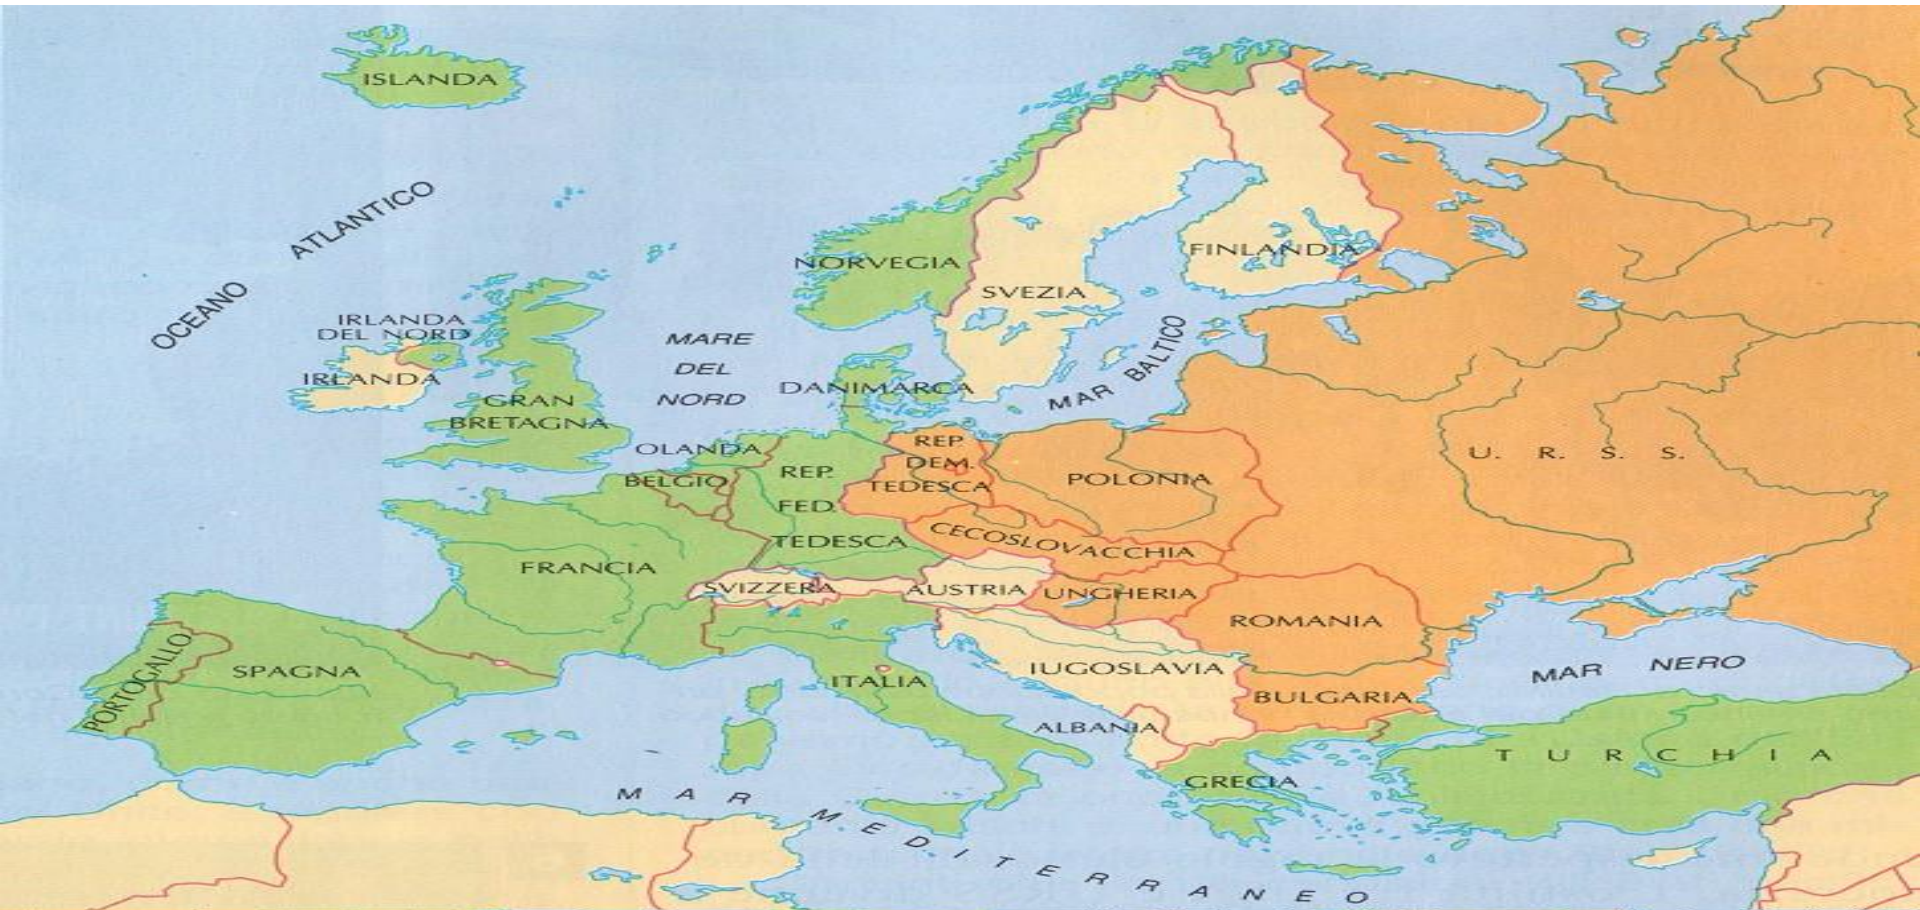 ISLANDA
OCEANO
ATLANTICO
NORVEGIA
SVEZIA
FINLANDIA
IRLANDA
DEL NORD
IRLANDA
GRAN
BRETAGNA
MARE
DEL
NORD
DANIMARCA
MAR BALTICO
OLANDA
BELGIO
REP.
FED.
TEDESCA
REP.
DEM.
TEDESCA
POLONIA
U. R. S. S.
CECOSLOVACCHIA
FRANCIA
SVIZZERA
AUSTRIA
UNGHERIA
ROMANIA
PORTOGALLO
SPAGNA
ITALIA
IUGOSLAVIA
BULGARIA
MAR NERO
ALBANIA
GRECIA
TURCHIA
MAR MEDITERRANEO